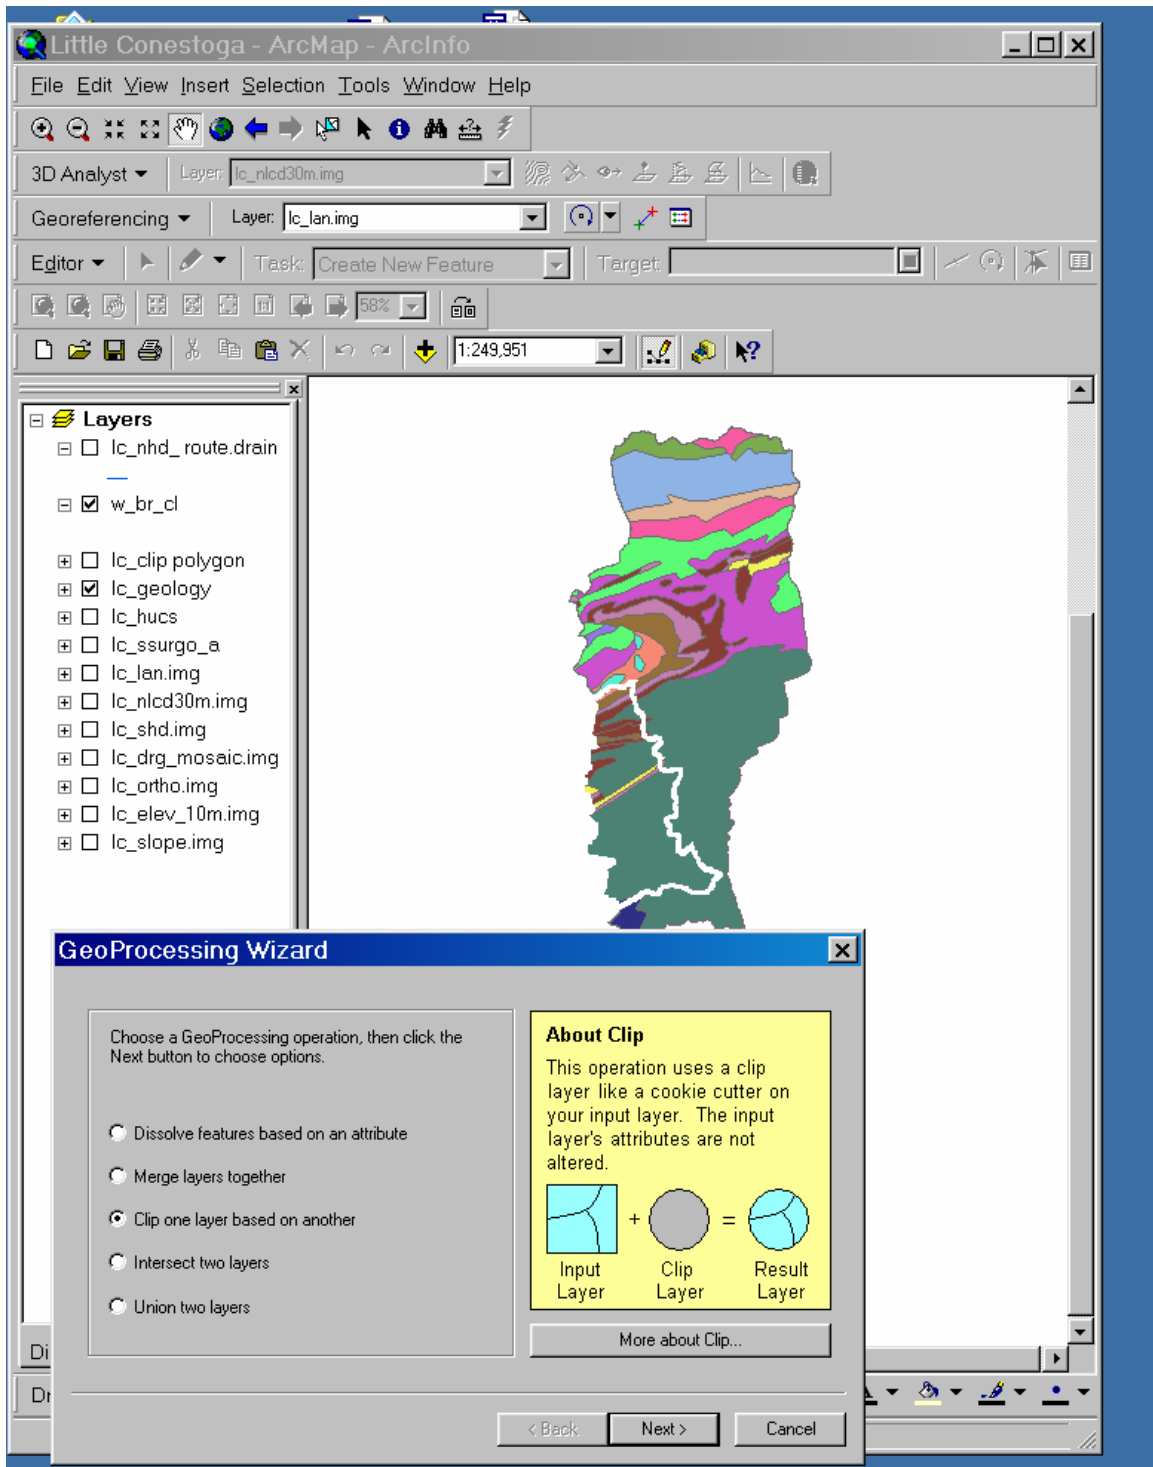 Little Conestoga - ArcMap - ArcInfo
File Edit View Insert Selection Tools Window Help
3D Analyst Layer: lc_nlcd30m.img
Georeferencing Layer: lc_lan.img
Editor Task: Create New Feature Target:
1:1 58%
1:249,951
Layers
lc_nhd_ route.drain
w_br_cl
lc_clip polygon
lc_geology
lc_hucs
lc_ssurgo_a
lc_lan.img
lc_nlcd30m.img
lc_shd.img
lc_drg_mosaic.img
lc_ortho.img
lc_elev_10m.img
lc_slope.img
GeoProcessing Wizard
Choose a GeoProcessing operation, then click the
Next button to choose options.
Dissolve features based on an attribute
Merge layers together
Clip one layer based on another
Intersect two layers
Union two layers
About Clip
This operation uses a clip
layer like a cookie cutter on
your input layer. The input
layer's attributes are not
altered.
+ =
Input Clip Result
Layer Layer Layer
More about Clip...
Di
Dr
< Back Next > Cancel